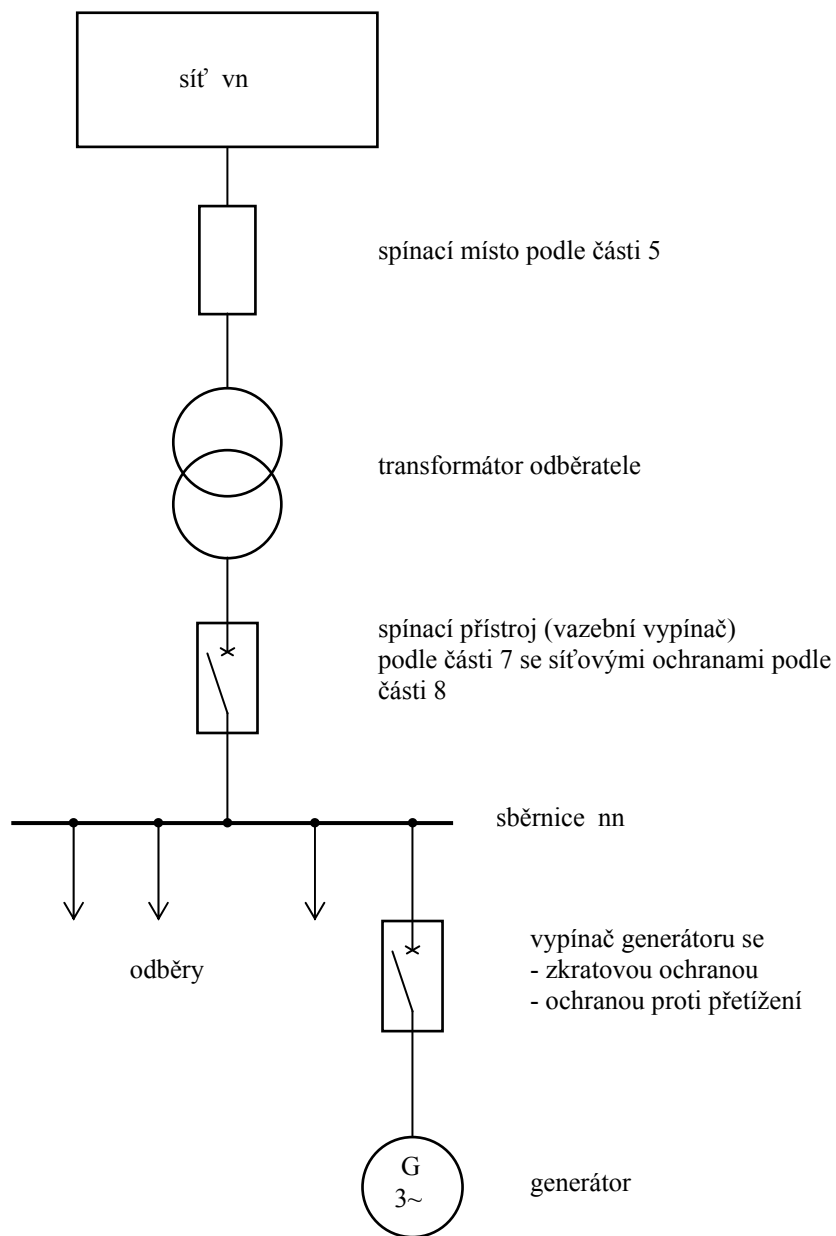 síť vn
spínací místo podle části 5
transformátor odběratele
spínací přístroj (vazební vypínač)
podle části 7 se síťovými ochranami podle
části 8
sběrnice nn
odběry
vypínač generátoru se
- zkratovou ochranou
- ochranou proti přetížení
G
3~
generátor